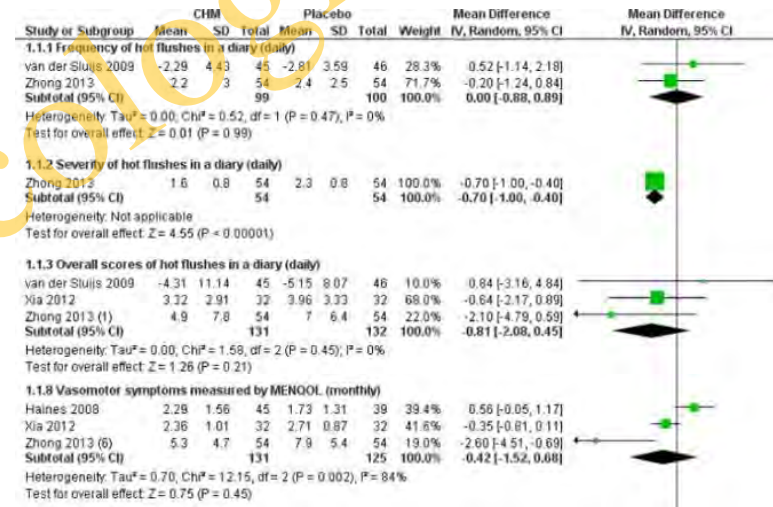 CHM Placebo Mean Difference Mean Difference
Study or Subgroup Mean SD Total Mean SD Total Weight IV, Random, 95% CI IV, Random, 95% CI
1.1.1 Frequency of hot flushes in a diary (daily)
van der Sluijs 2009 -2.29 4.43 45 -2.81 3.59 46 28.3% 0.52 [-1.14, 2.18]
Zhong 2013 2.2 3 54 2.4 2.5 54 71.7% -0.20 [-1.24, 0.84]
Subtotal (95% CI) 99 100 100.0% 0.00 [-0.88, 0.89]
Heterogeneity: Tau² = 0.00; Chi² = 0.52, df = 1 (P = 0.47); I² = 0%
Test for overall effect: Z = 0.01 (P = 0.99)
1.1.2 Severity of hot flushes in a diary (daily)
Zhong 2013 1.6 0.8 54 2.3 0.8 54 100.0% -0.70 [-1.00, -0.40]
Subtotal (95% CI) 54 54 100.0% -0.70 [-1.00, -0.40]
Heterogeneity: Not applicable
Test for overall effect: Z = 4.55 (P < 0.00001)
1.1.3 Overall scores of hot flushes in a diary (daily)
van der Sluijs 2009 -4.31 11.14 45 -5.15 8.07 46 10.0% 0.84 [-3.16, 4.84]
Xia 2012 3.32 2.91 32 3.96 3.33 32 68.0% -0.64 [-2.17, 0.89]
Zhong 2013 (1) 4.9 7.8 54 7 6.4 54 22.0% -2.10 [-4.79, 0.59]
Subtotal (95% CI) 131 132 100.0% -0.81 [-2.08, 0.45]
Heterogeneity: Tau² = 0.00; Chi² = 1.58, df = 2 (P = 0.45); I² = 0%
Test for overall effect: Z = 1.26 (P = 0.21)
1.1.8 Vasomotor symptoms measured by MENQOL (monthly)
Haines 2008 2.29 1.56 45 1.73 1.31 39 39.4% 0.56 [-0.05, 1.17]
Xia 2012 2.36 1.01 32 2.71 0.87 32 41.6% -0.35 [-0.81, 0.11]
Zhong 2013 (6) 5.3 4.7 54 7.9 5.4 54 19.0% -2.60 [-4.51, -0.69]
Subtotal (95% CI) 131 125 100.0% -0.42 [-1.52, 0.68]
Heterogeneity: Tau² = 0.70; Chi² = 12.15, df = 2 (P = 0.002); I² = 84%
Test for overall effect: Z = 0.75 (P = 0.45)